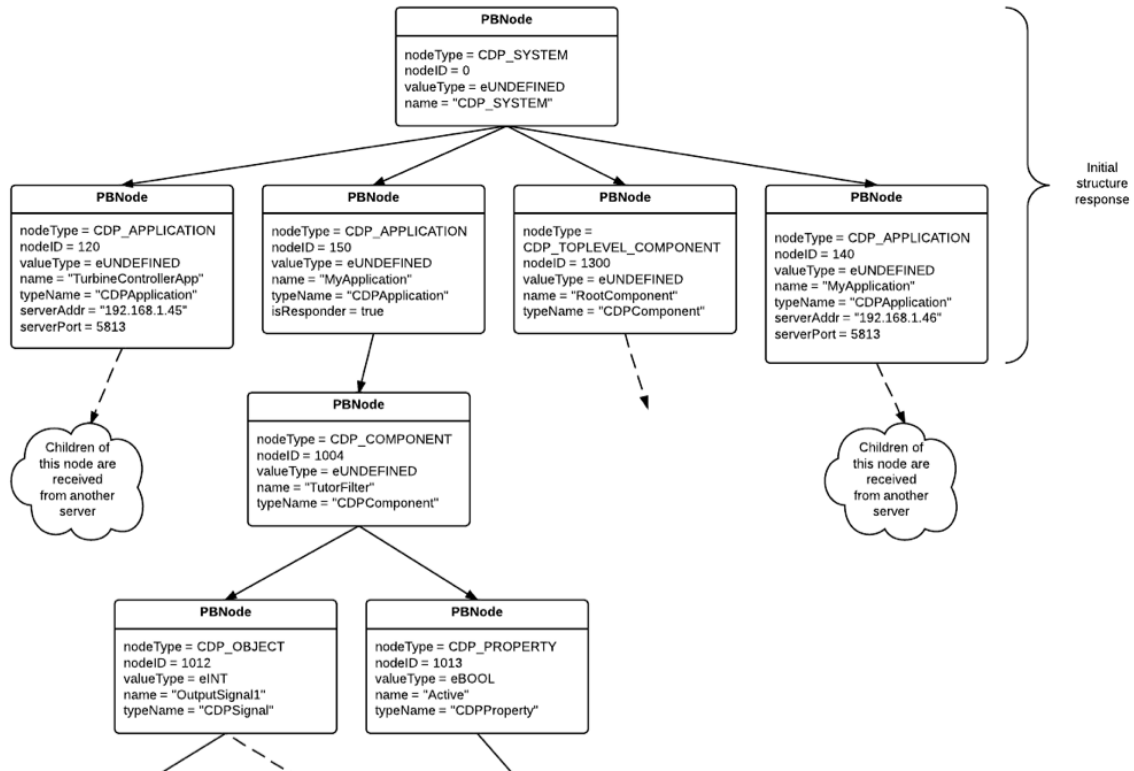 PBNode
nodeType = CDP_SYSTEM
nodeID = 0
valueType = eUNDEFINED
name = "CDP_SYSTEM"
Initial
structure
response
PBNode
nodeType = CDP_APPLICATION
nodeID = 120
valueType = eUNDEFINED
name = "TurbineControllerApp"
typeName = "CDPApplication"
serverAddr = "192.168.1.45"
serverPort = 5813
PBNode
nodeType = CDP_APPLICATION
nodeID = 150
valueType = eUNDEFINED
name = "MyApplication"
typeName = "CDPApplication"
isResponder = true
PBNode
nodeType =
CDP_TOPLEVEL_COMPONENT
nodeID = 1300
valueType = eUNDEFINED
name = "RootComponent"
typeName = "CDPComponent"
PBNode
nodeType = CDP_APPLICATION
nodeID = 140
valueType = eUNDEFINED
name = "MyApplication"
typeName = "CDPApplication"
serverAddr = "192.168.1.46"
serverPort = 5813
Children of
this node are
received
from another
server
PBNode
nodeType = CDP_COMPONENT
nodeID = 1004
valueType = eUNDEFINED
name = "TutorFilter"
typeName = "CDPComponent"
Children of
this node are
received
from another
server
PBNode
nodeType = CDP_OBJECT
nodeID = 1012
valueType = eINT
name = "OutputSignal1"
typeName = "CDPSignal"
PBNode
nodeType = CDP_PROPERTY
nodeID = 1013
valueType = eBOOL
name = "Active"
typeName = "CDPProperty"